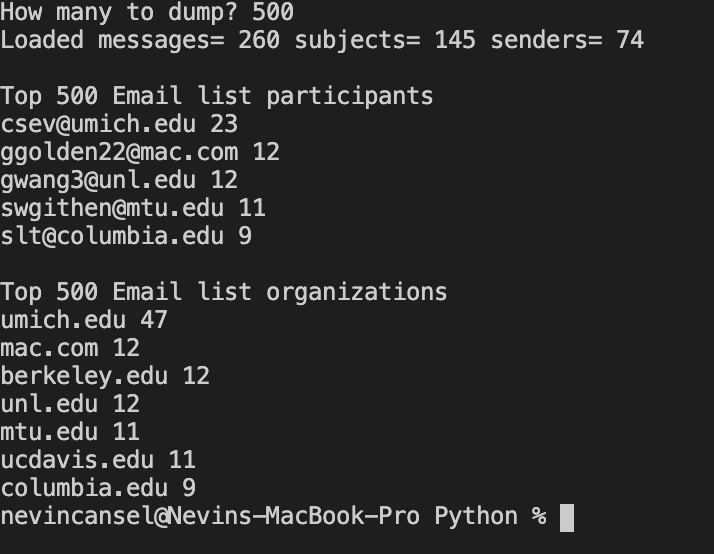 How many to dump? 500
Loaded messages= 260 subjects= 145 senders= 74
Top 500 Email list participants
csev@umich.edu 23
ggolden22@mac.com 12
gwang3@unl.edu 12
swgithen@mtu.edu 11
slt@columbia.edu 9
Top 500 Email list organizations
umich.edu 47
mac.com 12
berkeley.edu 12
unl.edu 12
mtu.edu 11
ucdavis.edu 11
columbia.edu 9
nevincansel@Nevins-MacBook-Pro Python %